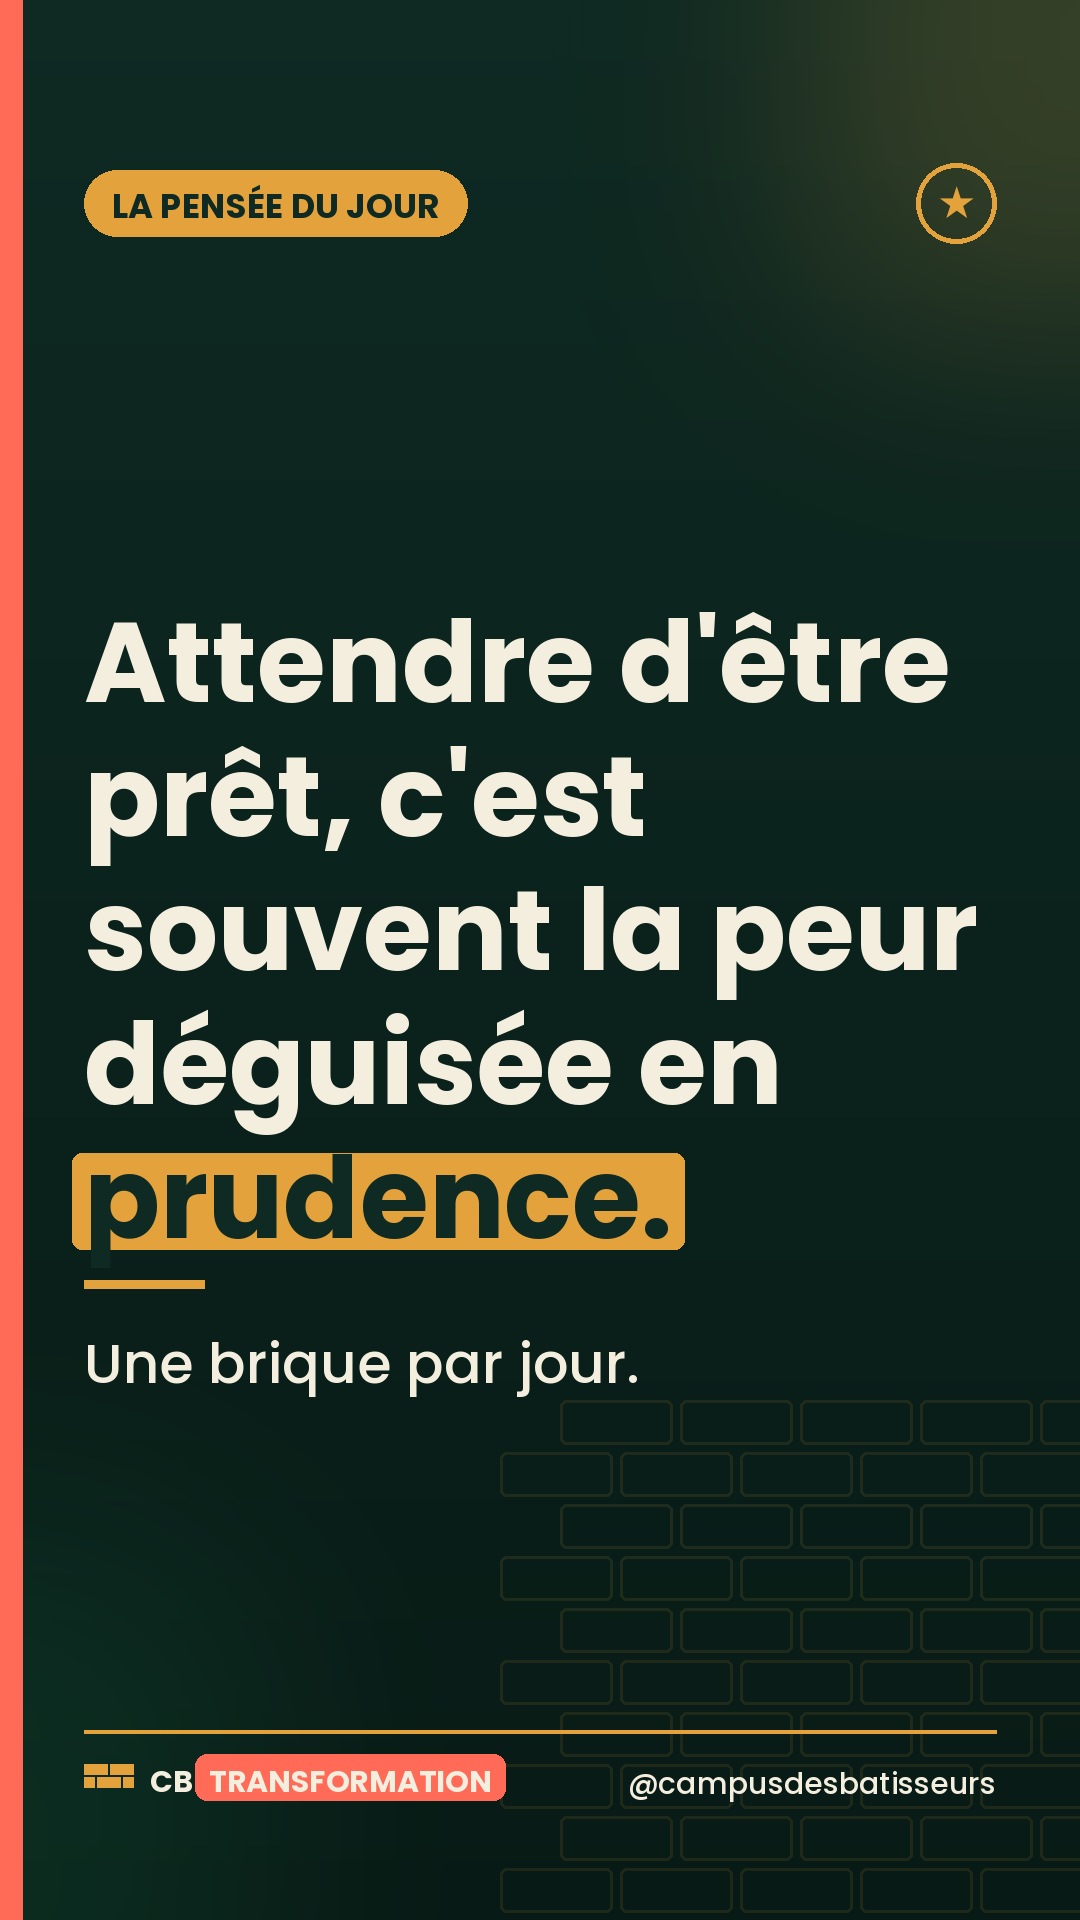 LA PENSÉE DU JOUR
Attendre d'être
prêt, c'est
souvent la peur
déguisée en
prudence.
Une brique par jour.
CB TRANSFORMATION
@campusdesbatisseurs